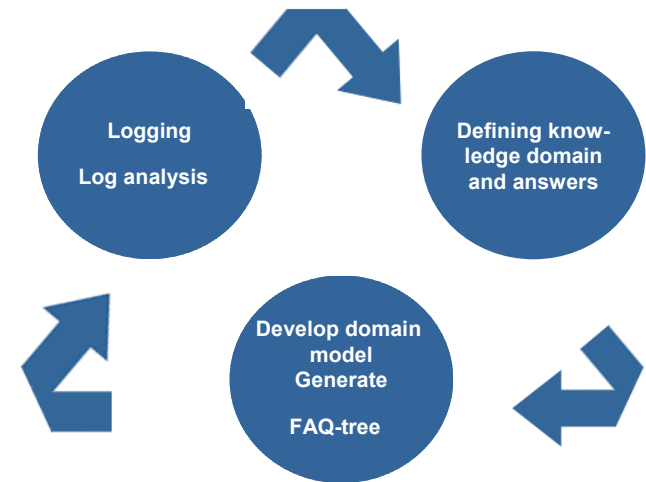 Logging
Log analysis
Defining know-
ledge domain
and answers
Develop domain
model
Generate
FAQ-tree